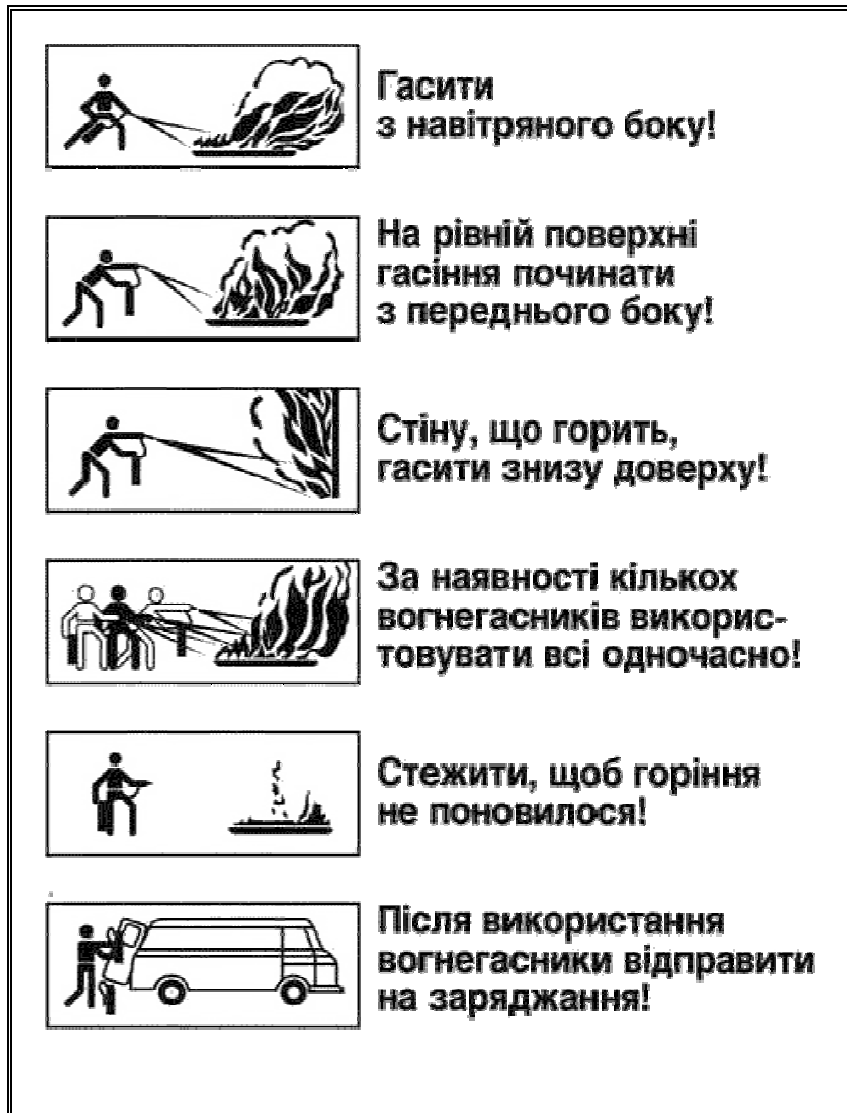 Гасити
з навітряного боку!
На рівній поверхні
гасіння починати
з переднього боку!
Стіну, що горить,
гасити знизу доверху!
За наявності кількох
вогнегасників викорис-
товувати всі одночасно!
Стежити, щоб горіння
не поновилося!
Після використання
вогнегасники відправити
на заряджання!